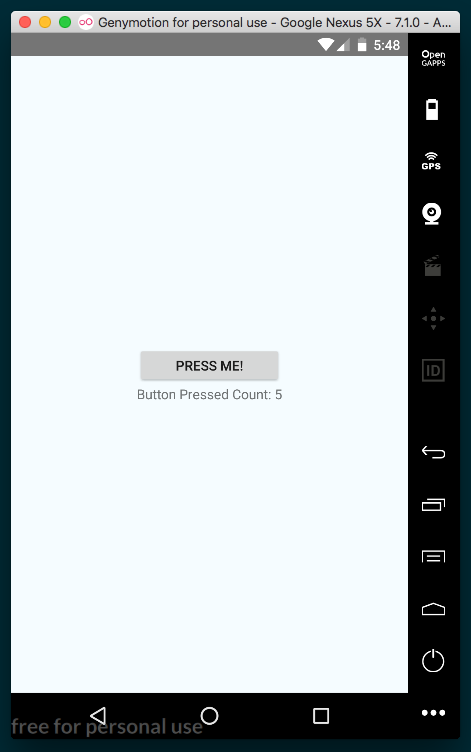 Genymotion for personal use - Google Nexus 5X - 7.1.0 - A...
5:48
Open
GAPPS
GPS
ID
PRESS ME!
Button Pressed Count: 5
free for personal use